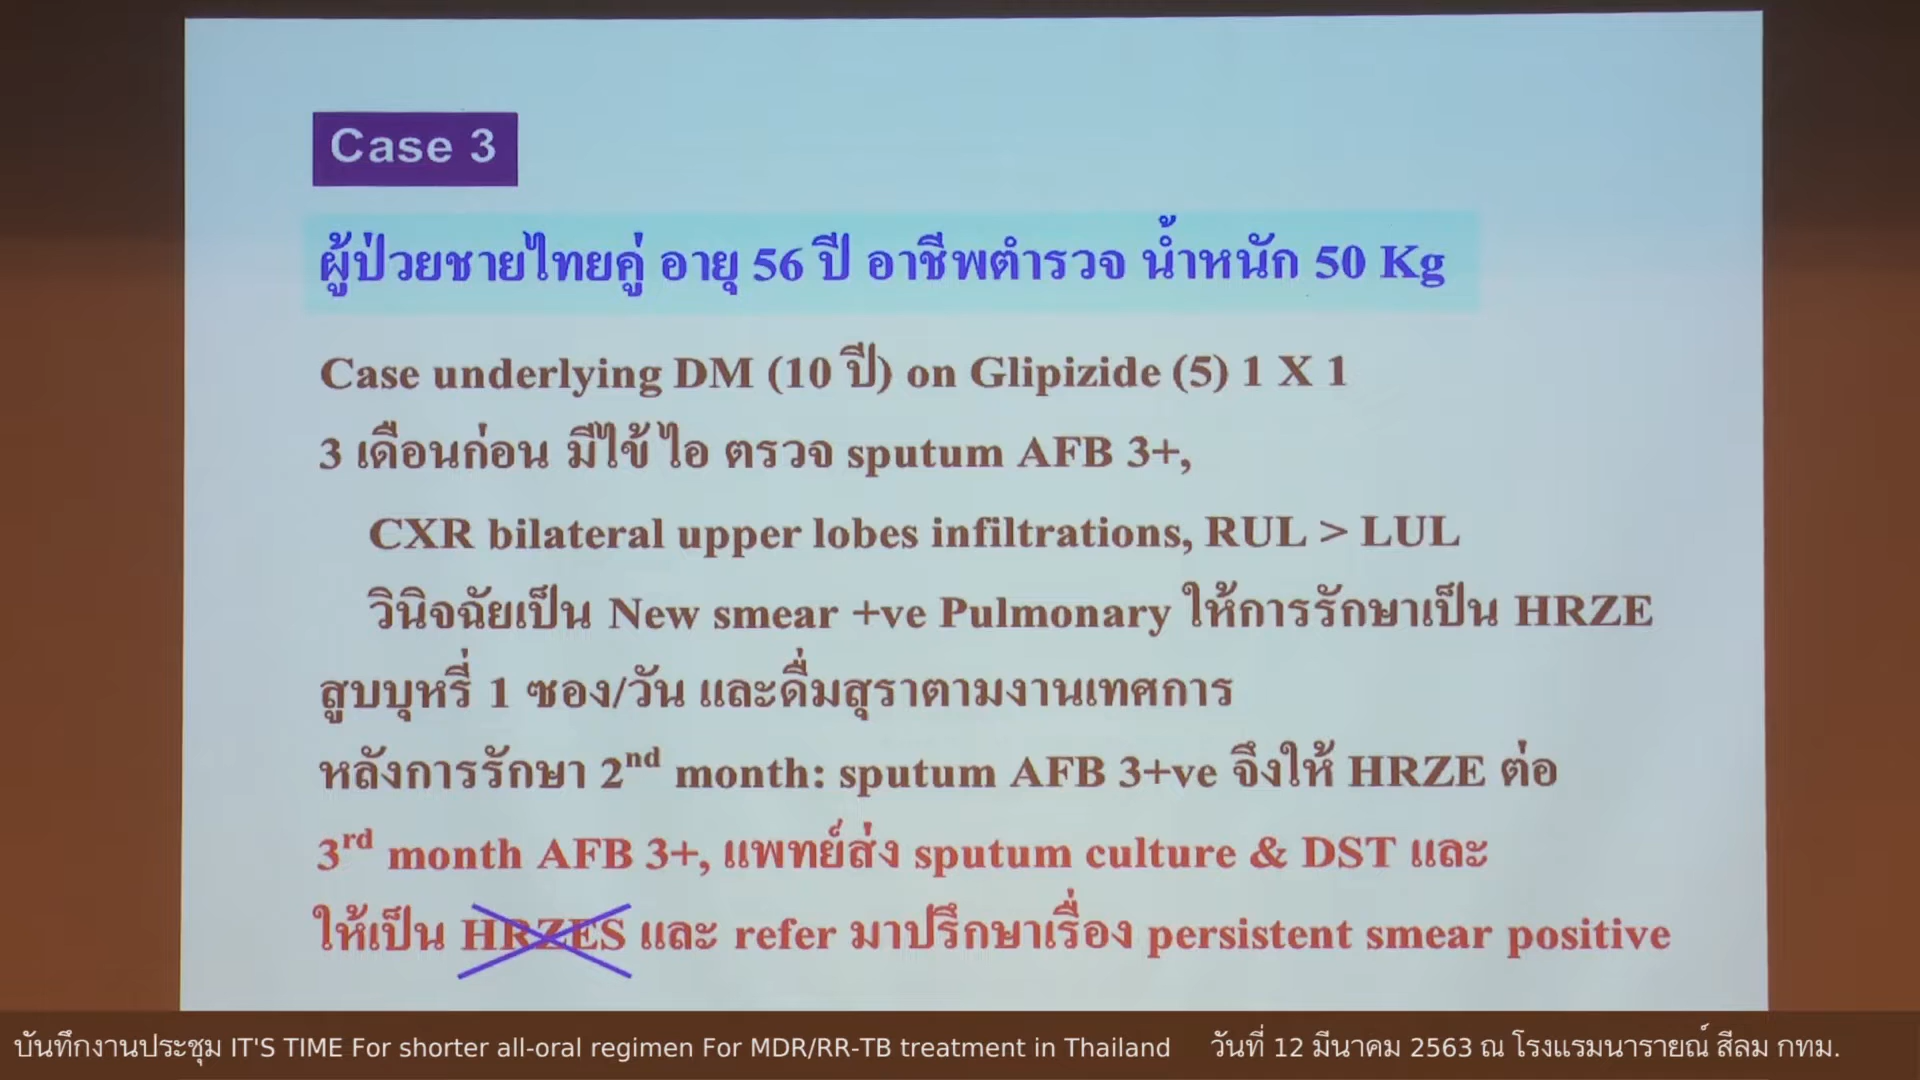 Case 3
ผู้ป่วยชายไทยคู่ อายุ 56 ปี อาชีพตำรวจ น้ำหนัก 50 Kg
Case underlying DM (10 ปี) on Glipizide (5) 1 X 1
3 เดือนก่อน มีไข้ ไอ ตรวจ sputum AFB 3+,
CXR bilateral upper lobes infiltrations, RUL > LUL
วินิจฉัยเป็น New smear +ve Pulmonary ให้การรักษาเป็น HRZE
สูบบุหรี่ 1 ซอง/วัน และดื่มสุราตามงานเทศการ
หลังการรักษา 2nd month: sputum AFB 3+ve จึงให้ HRZE ต่อ
3rd month AFB 3+, แพทย์ส่ง sputum culture & DST และ
ให้เป็น HRZES และ refer มาปรึกษาเรื่อง persistent smear positive
บันทึกงานประชุม IT'S TIME For shorter all-oral regimen For MDR/RR-TB treatment in Thailand วันที่ 12 มีนาคม 2563 ณ โรงแรมนารายณ์ สีลม กทม.